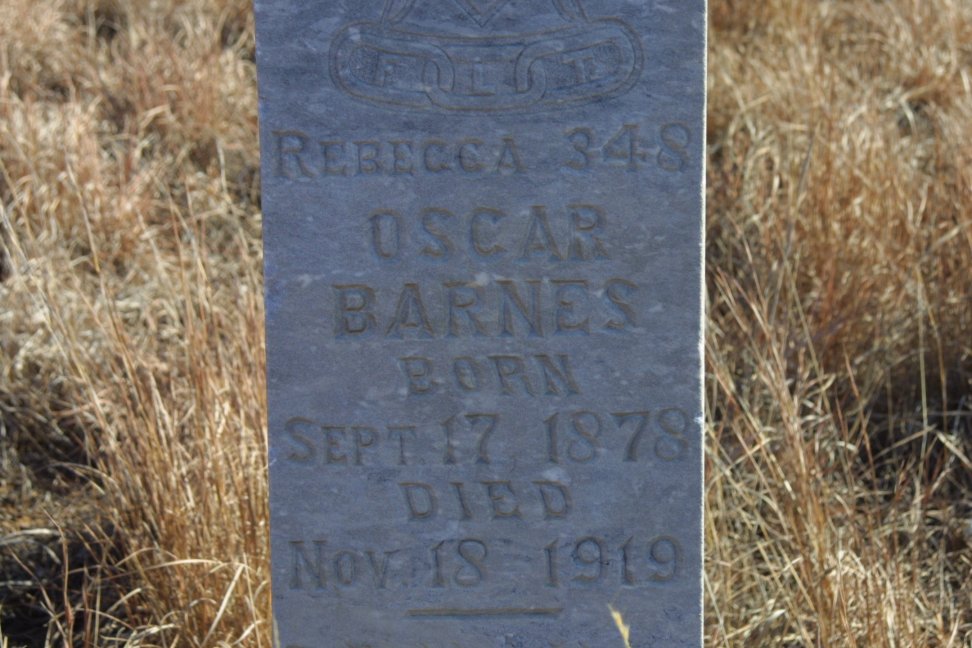 F L T
REBECCA 348
OSCAR
BARNES
BORN
SEPT. 17 1878
DIED
NOV. 18 1919